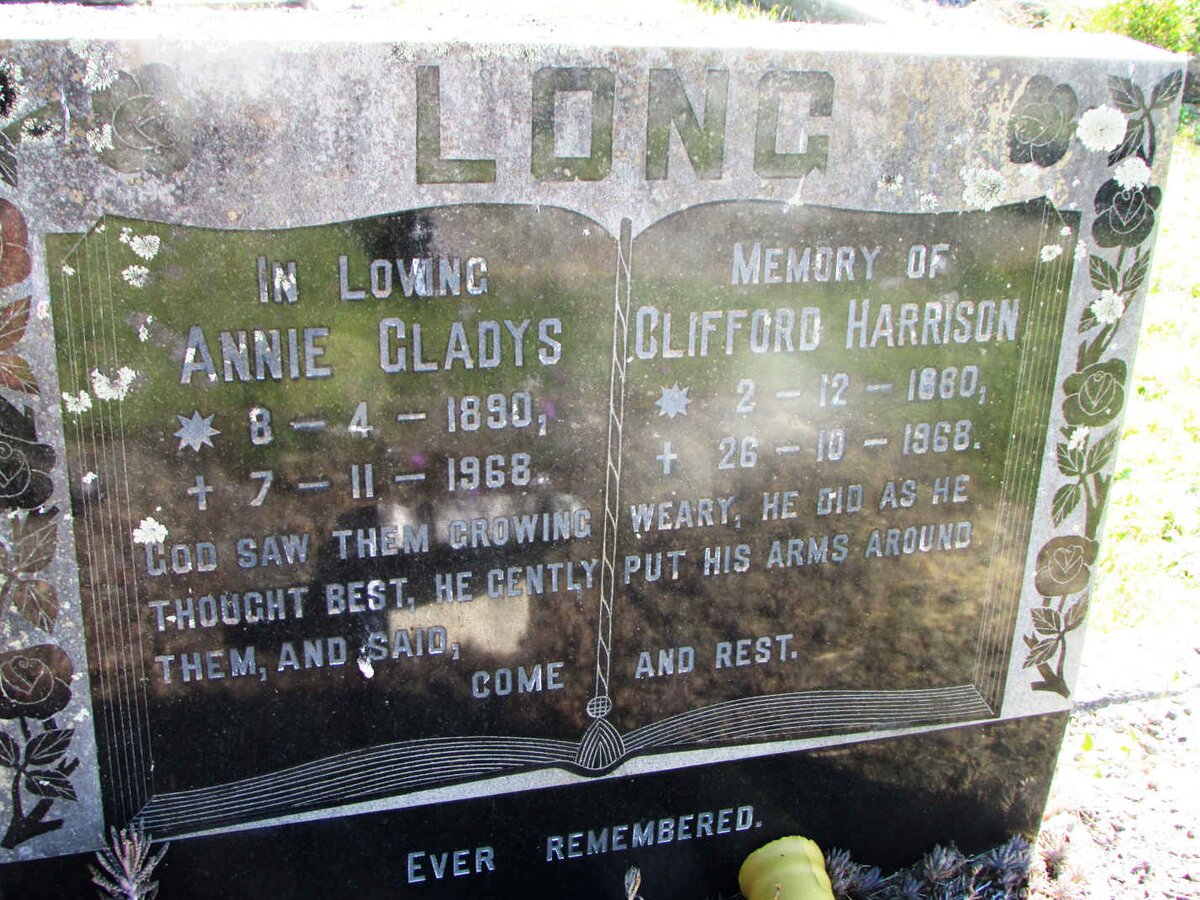 LONG
IN LOVING MEMORY OF
ANNIE GLADYS
* 8 – 4 – 1890,
+ 7 – 11 – 1968.
CLIFFORD HARRISON
* 2 – 12 – 1880,
+ 26 – 10 – 1968.
GOD SAW THEM GROWING WEARY, HE DID AS HE
THOUGHT BEST, HE GENTLY PUT HIS ARMS AROUND
THEM, AND SAID,
COME AND REST.
EVER REMEMBERED.